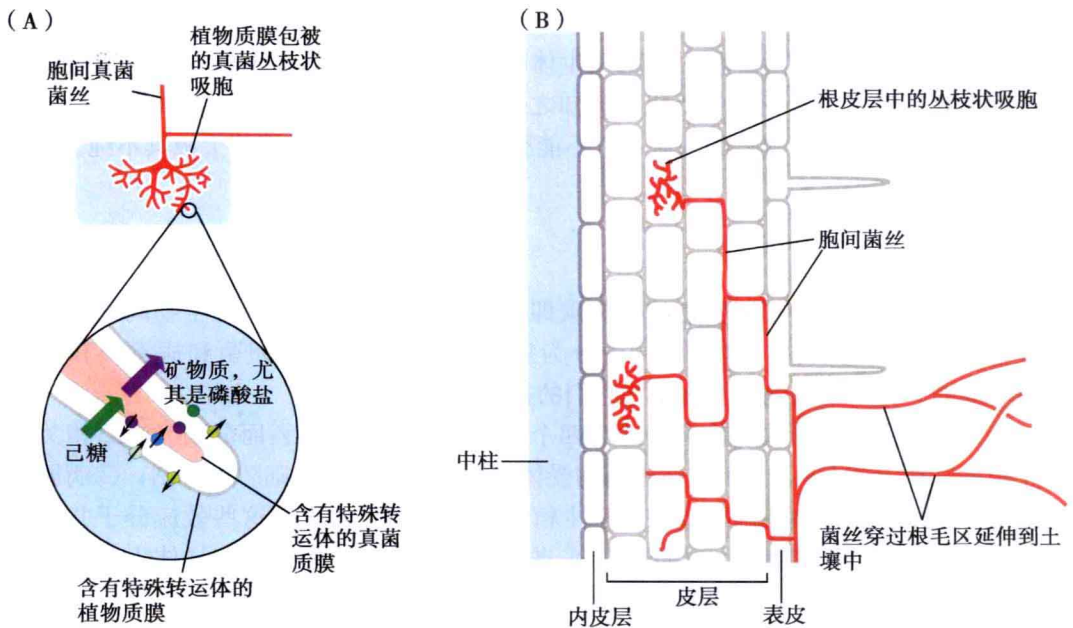 （A）
植物质膜包被
的真菌丛枝状
吸胞
胞间真菌
菌丝
矿物质，尤
其是磷酸盐
己糖
含有特殊转
运体的真菌
质膜
含有特殊转运体的
植物质膜
（B）
根皮层中的丛枝状吸胞
胞间菌丝
中柱
菌丝穿过根毛区延伸到土
壤中
内皮层
皮层
表皮